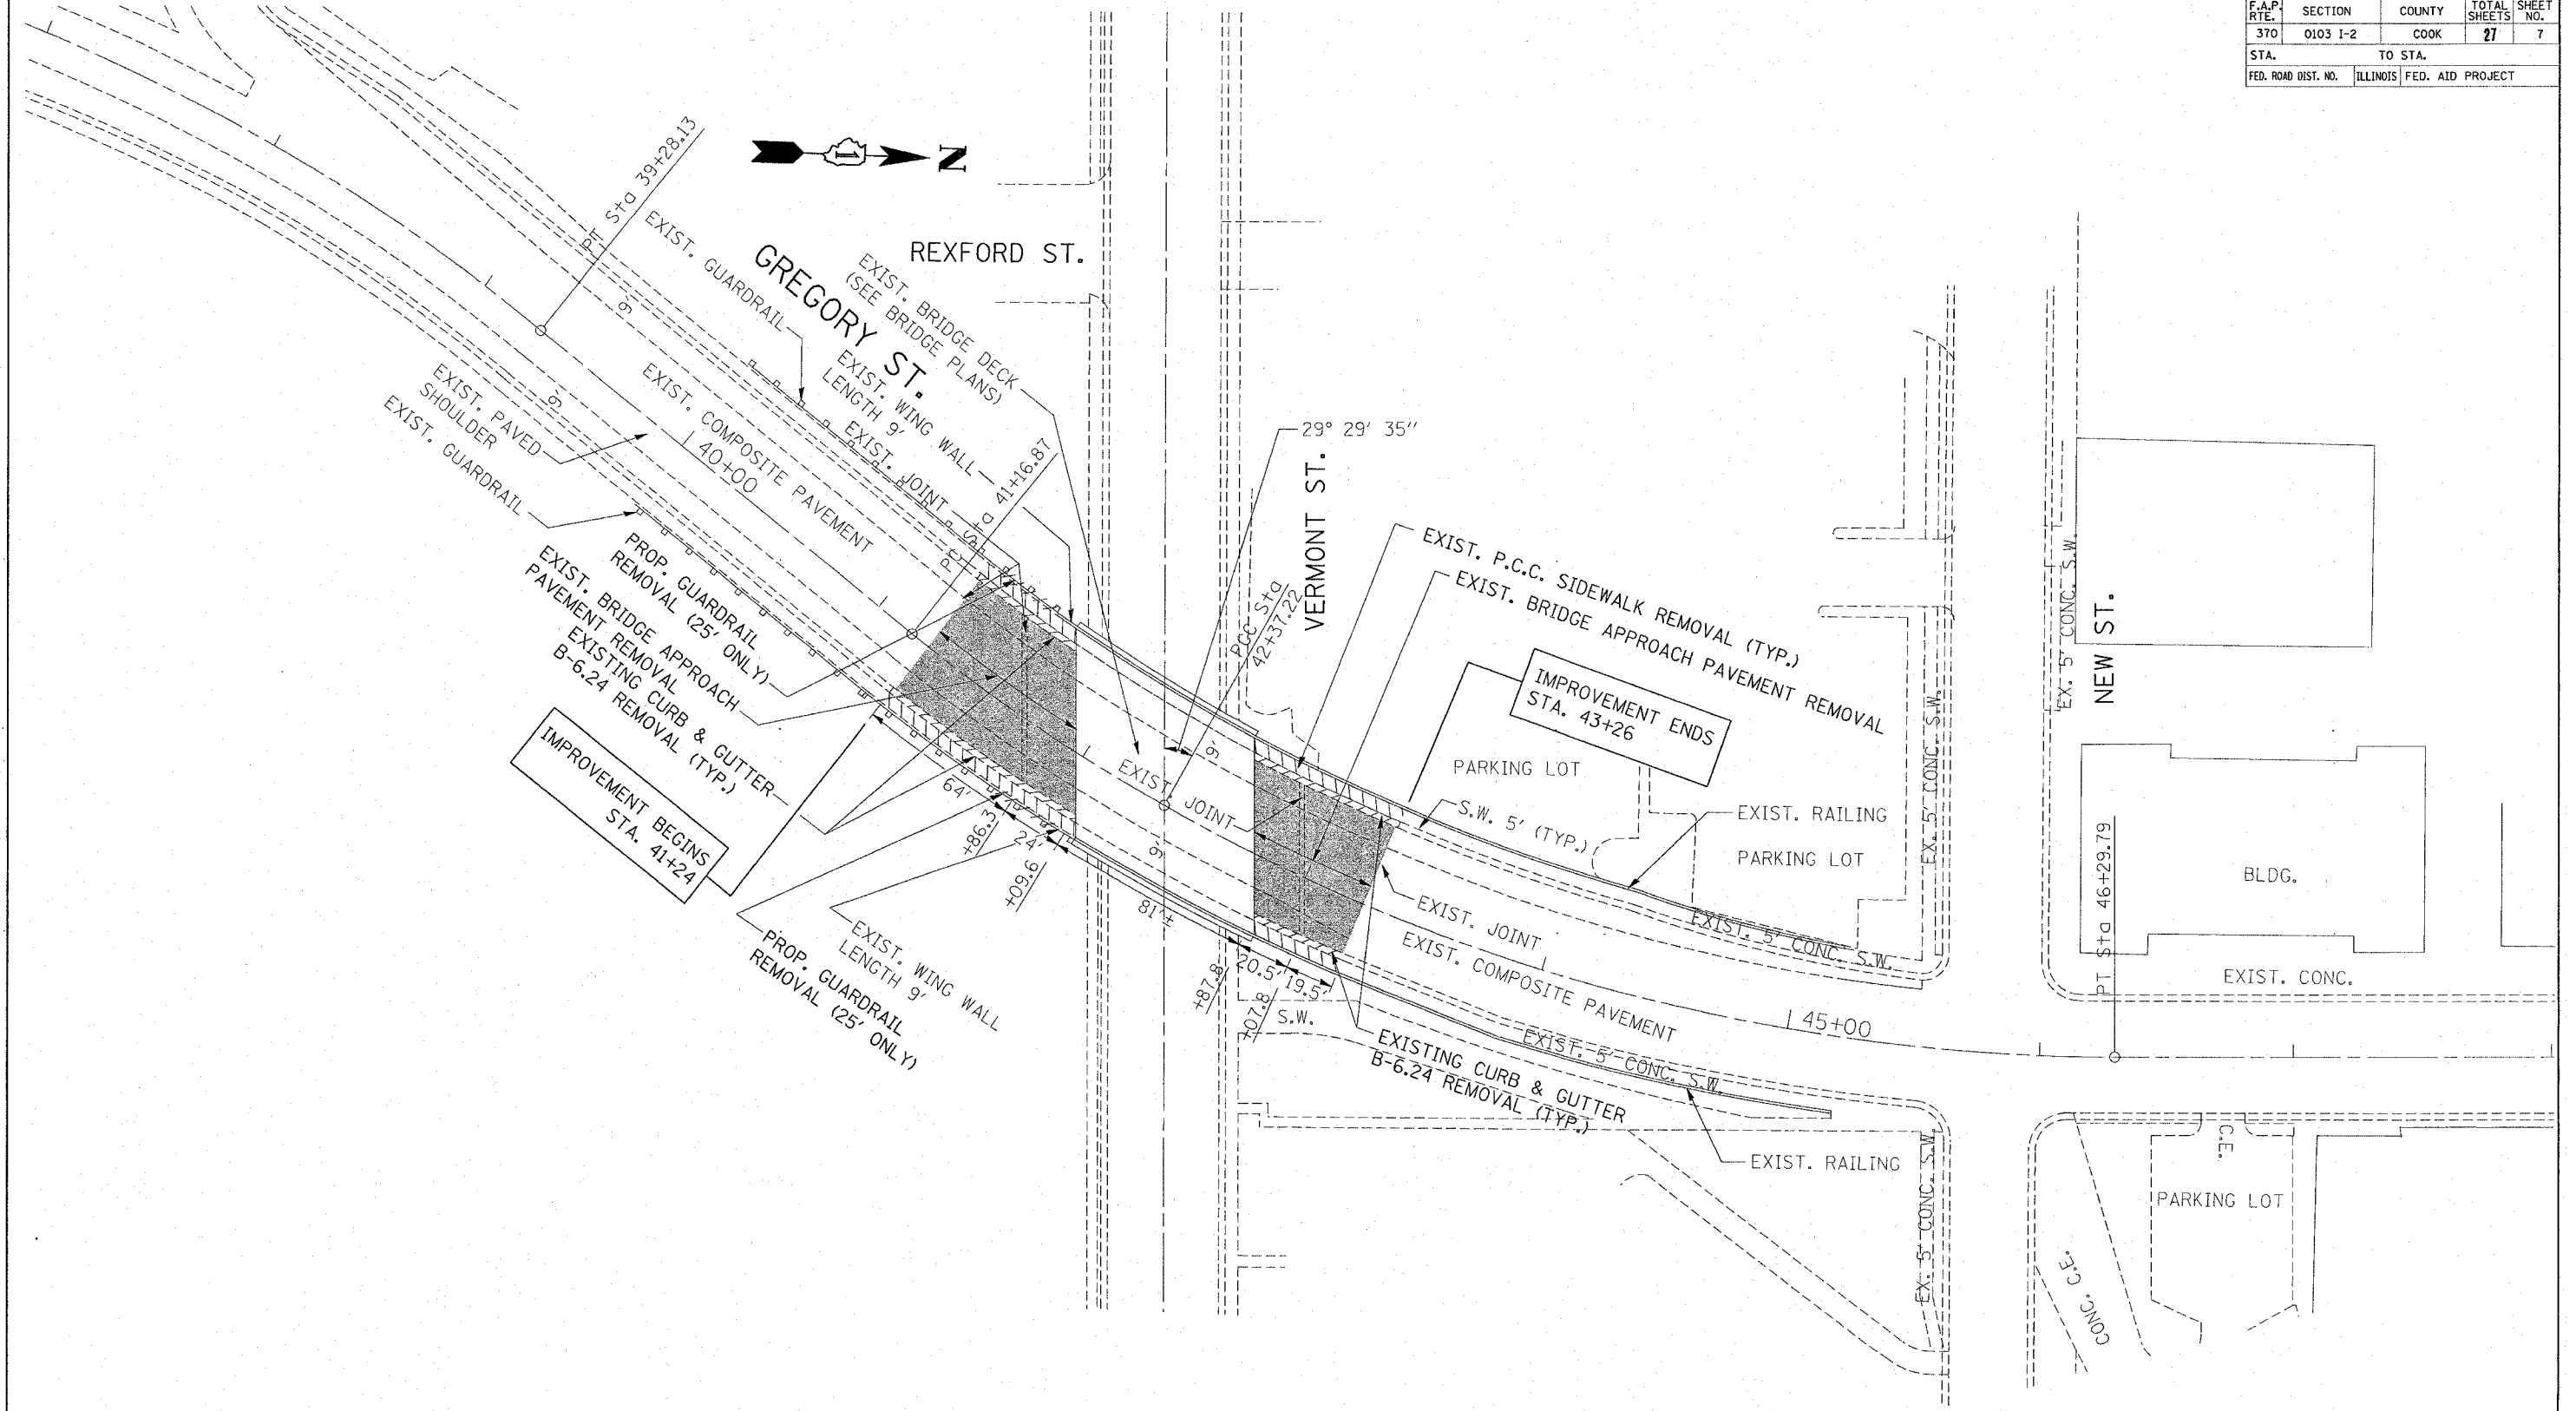 F.A.P. RTE. SECTION COUNTY TOTAL SHEETS SHEET NO.
370 0103 I-2 COOK 27 7
STA. TO STA.
FED. ROAD DIST. NO. ILLINOIS FED. AID PROJECT
N
PT Sta 39+28.13
EXIST. GUARDRAIL
GREGORY ST.
REXFORD ST.
EXIST. BRIDGE DECK
(SEE BRIDGE PLANS)
EXIST. WING WALL
LENGTH 9'
EXIST. JOINT
PC Sta 41+16.87
9'
9'
EXIST. PAVED
SHOULDER
EXIST. GUARDRAIL
EXIST. COMPOSITE PAVEMENT
40+00
PROP. GUARDRAIL
REMOVAL (25' ONLY)
EXIST. BRIDGE APPROACH
PAVEMENT REMOVAL
EXISTING CURB & GUTTER
B-6.24 REMOVAL (TYP.)
IMPROVEMENT BEGINS
STA. 41+24
29° 29' 35"
VERMONT ST.
PCC Sta
42+37.22
EXIST. P.C.C. SIDEWALK REMOVAL (TYP.)
EXIST. BRIDGE APPROACH PAVEMENT REMOVAL
IMPROVEMENT ENDS
STA. 43+26
PARKING LOT
S.W. 5' (TYP.)
EXIST. RAILING
PARKING LOT
9'
EXIST. JOINT
9'
64'
+86.3
24'
+09.6
81'±
+87.8
20.5'
+07.8
19.5'
S.W.
EXIST. WING WALL
LENGTH 9'
PROP. GUARDRAIL
REMOVAL (25' ONLY)
EXIST. JOINT
EXIST. COMPOSITE PAVEMENT
EXIST. 5' CONC. S.W.
EXIST. 5' CONC. S.W.
45+00
EXISTING CURB & GUTTER
B-6.24 REMOVAL (TYP.)
EXIST. RAILING
EX. 5' CONC. S.W.
EX. 5' CONC. S.W.
EX. 5' CONC. S.W.
NEW ST.
PT Sta 46+29.79
BLDG.
EXIST. CONC.
C.E.
PARKING LOT
CONC. C.E.